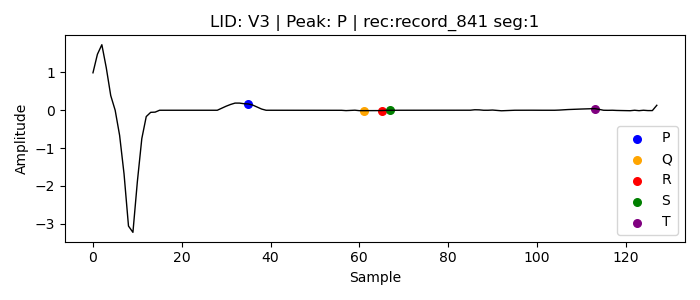 LID: V3 | Peak: P | rec:record_841 seg:1
Amplitude
1
0
−1
−2
−3
0 20 40 60 80 100 120
Sample
P
Q
R
S
T